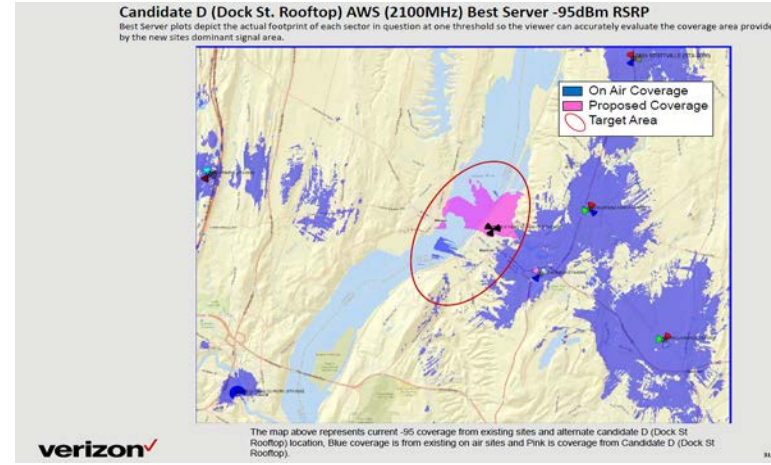 Candidate D (Dock St. Rooftop) AWS (2100MHz) Best Server -95dBm RSRP
Best Server plots depict the actual footprint of each sector in question at one threshold so the viewer can accurately evaluate the coverage area provide
by the new sites dominant signal area.
On Air Coverage
Proposed Coverage
Target Area
The map above represents current -95 coverage from existing sites and alternate candidate D (Dock St
Rooftop) location, Blue coverage is from existing on air sites and Pink is coverage from Candidate D (Dock St
Rooftop).
verizon